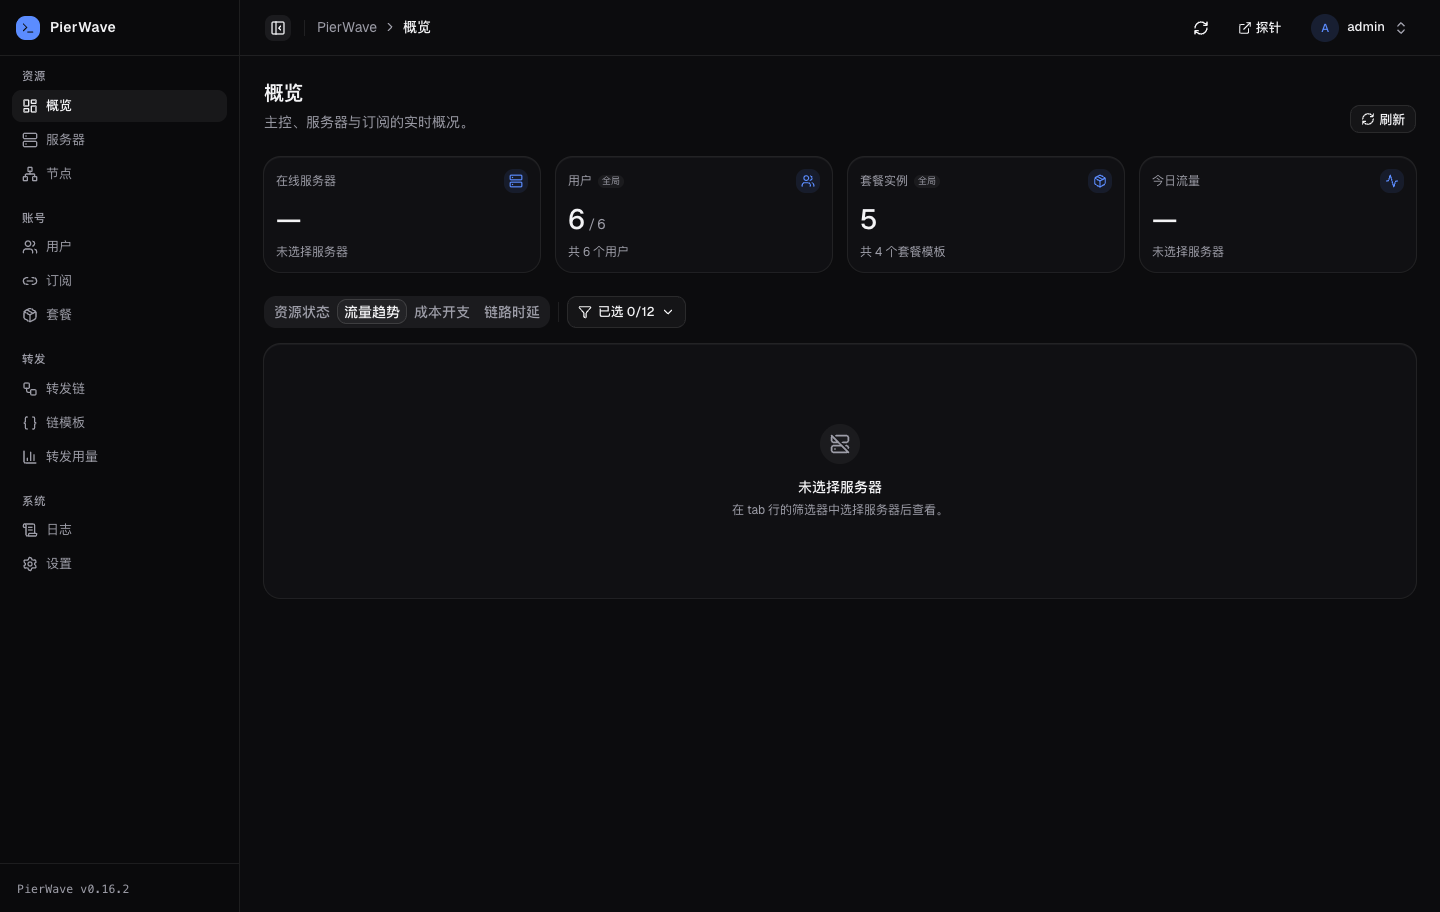 PierWave
PierWave > 概览
探针
A
admin
资源
概览
服务器
节点
账号
用户
订阅
套餐
转发
转发链
链模板
转发用量
系统
日志
设置
PierWave v0.16.2
概览
主控、服务器与订阅的实时概况。
刷新
在线服务器
—
未选择服务器
用户 全局
6 / 6
共 6 个用户
套餐实例 全局
5
共 4 个套餐模板
今日流量
—
未选择服务器
资源状态 流量趋势 成本开支 链路时延
已选 0/12
未选择服务器
在 tab 行的筛选器中选择服务器后查看。